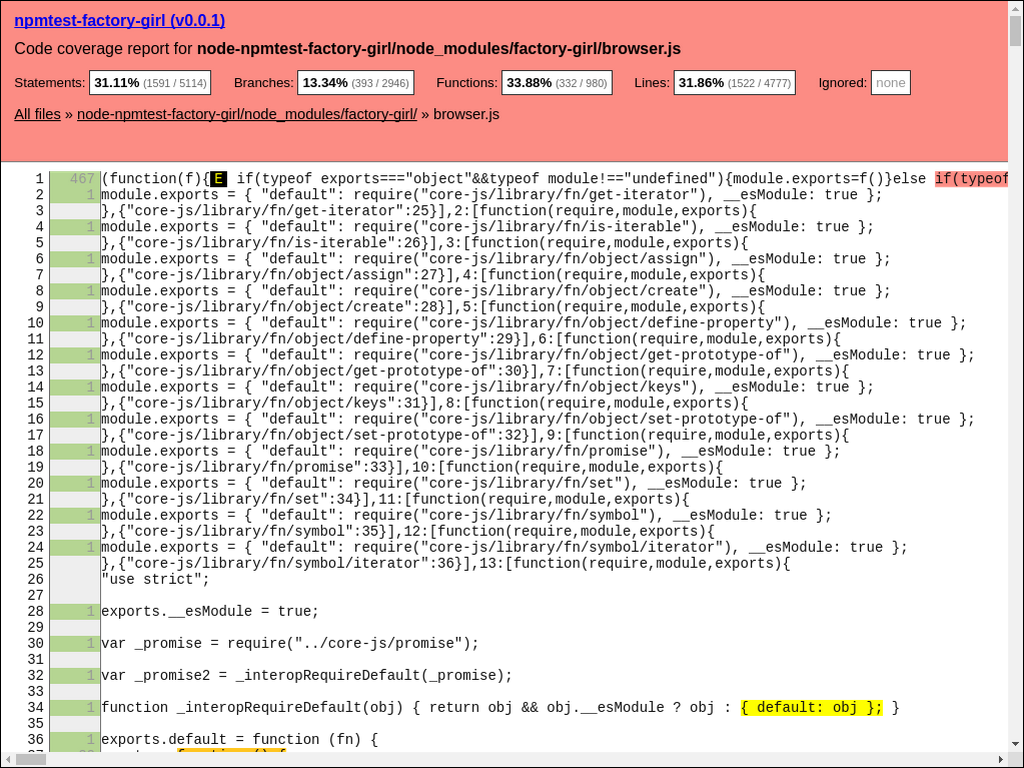 npmtest-factory-girl (v0.0.1)
Code coverage report for node-npmtest-factory-girl/node_modules/factory-girl/browser.js
Statements: 31.11% (1591 / 5114) Branches: 13.34% (393 / 2946) Functions: 33.88% (332 / 980) Lines: 31.86% (1522 / 4777) Ignored: none
All files » node-npmtest-factory-girl/node_modules/factory-girl/ » browser.js
1 467 (function(f){E if(typeof exports==="object"&&typeof module!=="undefined"){module.exports=f()}else if(typeof
2 1 module.exports = { "default": require("core-js/library/fn/get-iterator"), __esModule: true };
3 },{"core-js/library/fn/get-iterator":25}],2:[function(require,module,exports){
4 1 module.exports = { "default": require("core-js/library/fn/is-iterable"), __esModule: true };
5 },{"core-js/library/fn/is-iterable":26}],3:[function(require,module,exports){
6 1 module.exports = { "default": require("core-js/library/fn/object/assign"), __esModule: true };
7 },{"core-js/library/fn/object/assign":27}],4:[function(require,module,exports){
8 1 module.exports = { "default": require("core-js/library/fn/object/create"), __esModule: true };
9 },{"core-js/library/fn/object/create":28}],5:[function(require,module,exports){
10 1 module.exports = { "default": require("core-js/library/fn/object/define-property"), __esModule: true };
11 },{"core-js/library/fn/object/define-property":29}],6:[function(require,module,exports){
12 1 module.exports = { "default": require("core-js/library/fn/object/get-prototype-of"), __esModule: true };
13 },{"core-js/library/fn/object/get-prototype-of":30}],7:[function(require,module,exports){
14 1 module.exports = { "default": require("core-js/library/fn/object/keys"), __esModule: true };
15 },{"core-js/library/fn/object/keys":31}],8:[function(require,module,exports){
16 1 module.exports = { "default": require("core-js/library/fn/object/set-prototype-of"), __esModule: true };
17 },{"core-js/library/fn/object/set-prototype-of":32}],9:[function(require,module,exports){
18 1 module.exports = { "default": require("core-js/library/fn/promise"), __esModule: true };
19 },{"core-js/library/fn/promise":33}],10:[function(require,module,exports){
20 1 module.exports = { "default": require("core-js/library/fn/set"), __esModule: true };
21 },{"core-js/library/fn/set":34}],11:[function(require,module,exports){
22 1 module.exports = { "default": require("core-js/library/fn/symbol"), __esModule: true };
23 },{"core-js/library/fn/symbol":35}],12:[function(require,module,exports){
24 1 module.exports = { "default": require("core-js/library/fn/symbol/iterator"), __esModule: true };
25 },{"core-js/library/fn/symbol/iterator":36}],13:[function(require,module,exports){
26 "use strict";
27
28 1 exports.__esModule = true;
29
30 1 var _promise = require("../core-js/promise");
31
32 1 var _promise2 = _interopRequireDefault(_promise);
33
34 1 function _interopRequireDefault(obj) { return obj && obj.__esModule ? obj : { default: obj }; }
35
36 1 exports.default = function (fn) {